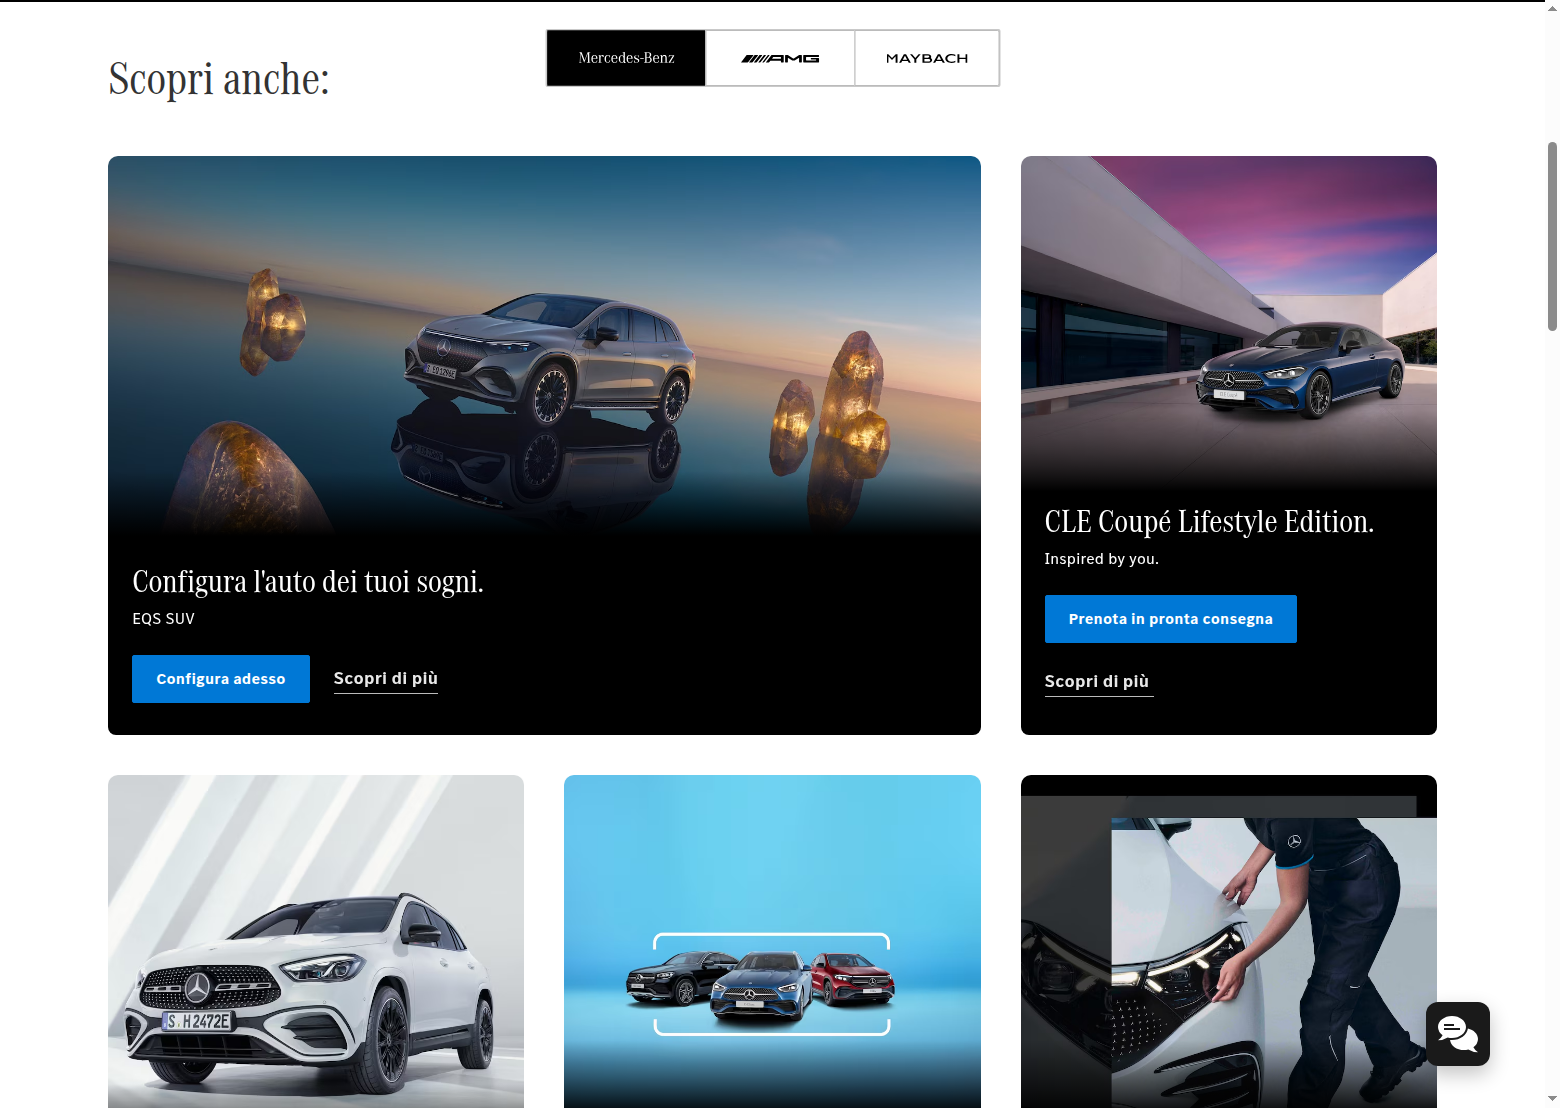 Scopri anche:
Mercedes-Benz
AMG
MAYBACH
Configura l'auto dei tuoi sogni.
EQS SUV
Configura adesso
Scopri di più
CLE Coupé Lifestyle Edition.
Inspired by you.
Prenota in pronta consegna
Scopri di più
S H 2472E